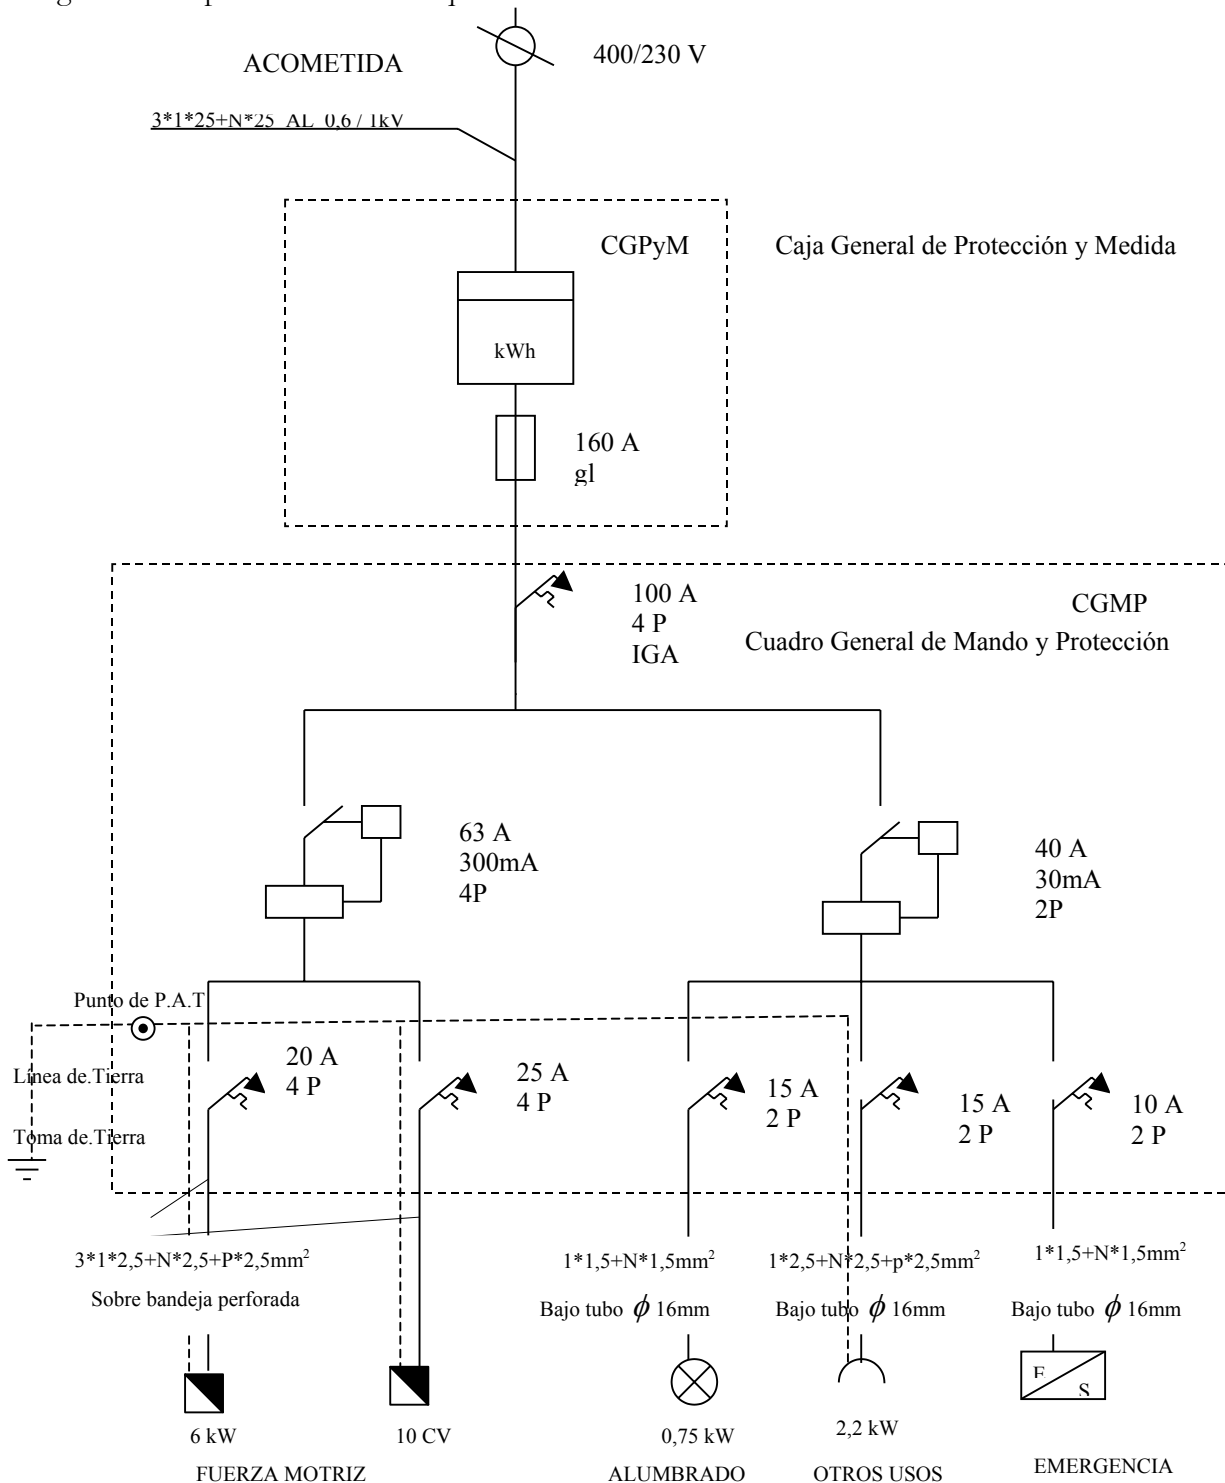 400/230 V
ACOMETIDA
3*1*25+N*25 AL 0,6 / 1kV
CGPyM
Caja General de Protección y Medida
kWh
160 A
gl
100 A
4 P
IGA
CGMP
Cuadro General de Mando y Protección
63 A
300mA
4P
40 A
30mA
2P
Punto de P.A.T
Línea de.Tierra
Toma de.Tierra
20 A
4 P
25 A
4 P
15 A
2 P
15 A
2 P
10 A
2 P
3*1*2,5+N*2,5+P*2,5mm²
Sobre bandeja perforada
1*1,5+N*1,5mm²
Bajo tubo ϕ 16mm
1*2,5+N*2,5+p*2,5mm²
Bajo tubo ϕ 16mm
1*1,5+N*1,5mm²
Bajo tubo ϕ 16mm
S
6 kW
10 CV
0,75 kW
2,2 kW
FUERZA MOTRIZ
ALUMBRADO
OTROS USOS
EMERGENCIA